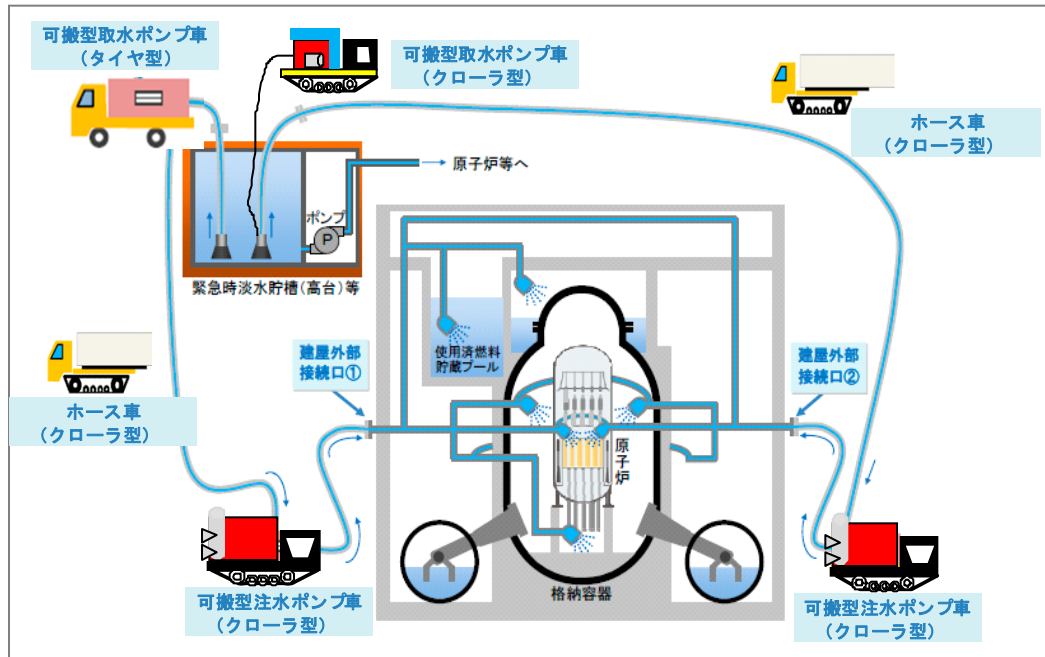 可搬型取水ポンプ車
（タイヤ型）
可搬型取水ポンプ車
（クローラ型）
ホース車
（クローラ型）
原子炉等へ
ポンプ
P
緊急時淡水貯槽(高台)等
使用済燃料
貯蔵プール
建屋外部
接続口①
建屋外部
接続口②
ホース車
（クローラ型）
原子炉
格納容器
可搬型注水ポンプ車
（クローラ型）
可搬型注水ポンプ車
（クローラ型）